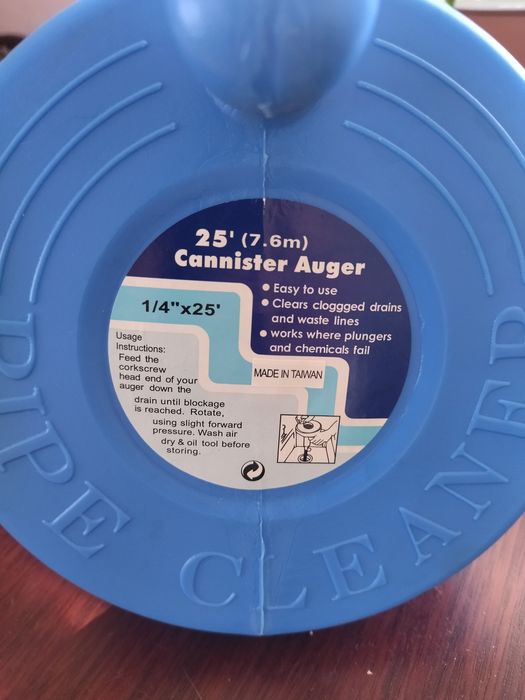 25' (7.6m)
Cannister Auger
● Easy to use
● Clears cloggged drains
and waste lines
● works where plungers
and chemicals fail
1/4"x25'
MADE IN TAIWAN
Usage
Instructions:
Feed the
corkscrew
head end of your
auger down the
drain until blockage
is reached. Rotate,
using slight forward
pressure. Wash air
dry & oil tool before
storing.
PIPE CLEANER